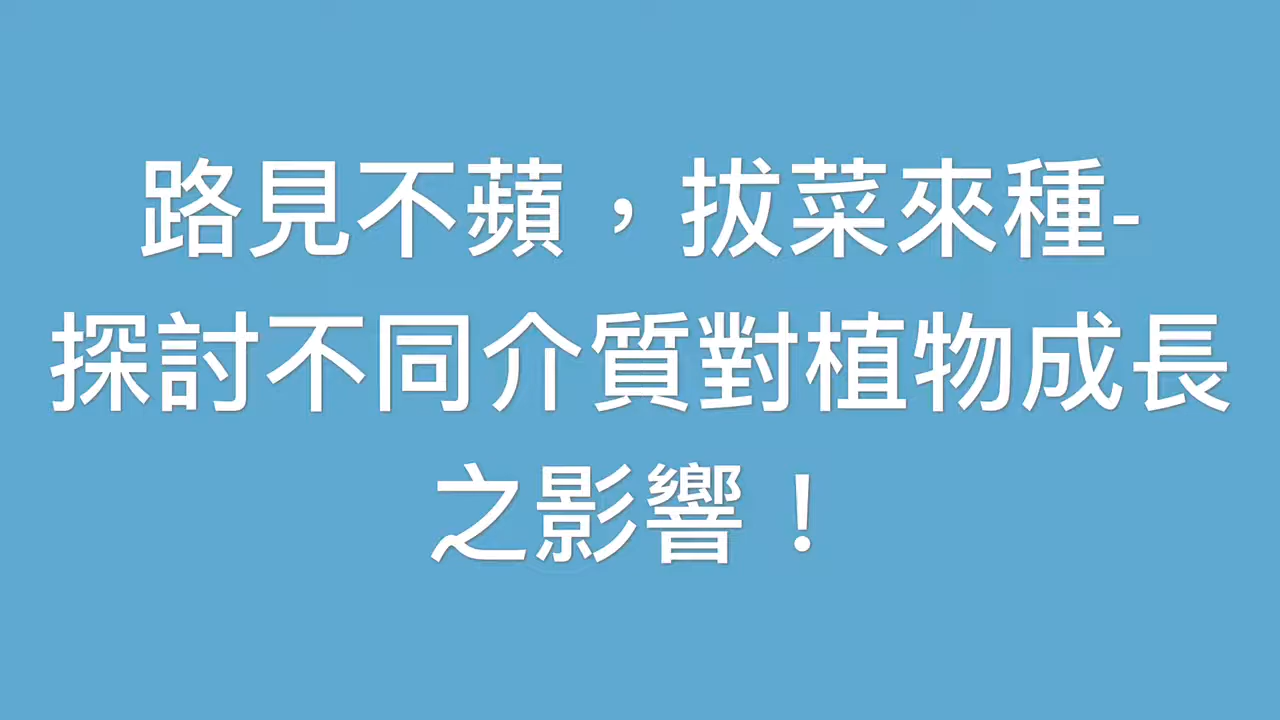 路見不蘋，拔菜來種-
探討不同介質對植物成長
之影響！